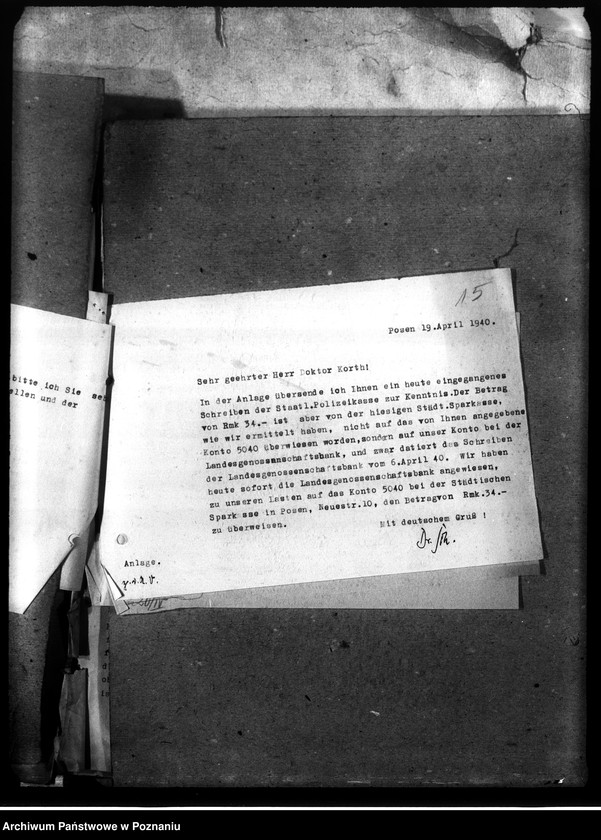 15
Posen 19.April 1940.
Sehr geehrter Herr Doktor Korth!
In der Anlage übersende ich Ihnen ein heute eingegangenes
Schreiben der Staatl.Polizeikasse zur Kenntnis.Der Betrag
von Rmk 34.- ist aber von der hiesigen Städt.Sparkasse,
wie wir ermittelt haben, nicht auf das von Ihnen angegebene
Konto 5040 überwiesen worden,sondern auf unser Konto bei der
Landesgenossenschaftsbank, und zwar datiert das Schreiben
der Landesgenossenschaftsbank vom 6.April 40. Wir haben
heute sofort die Landesgenossenschaftsbank angewiesen,
zu unseren Lasten auf das Konto 5040 bei der Städtischen
Sparkasse in Posen, Neuestr.10, den Betragvon Rmk.34.-
zu überweisen.
Mit deutschem Gruß !
Dr.
Anlage.
bitte ich Sie
ellen und der
Archiwum Państwowe w Poznaniu